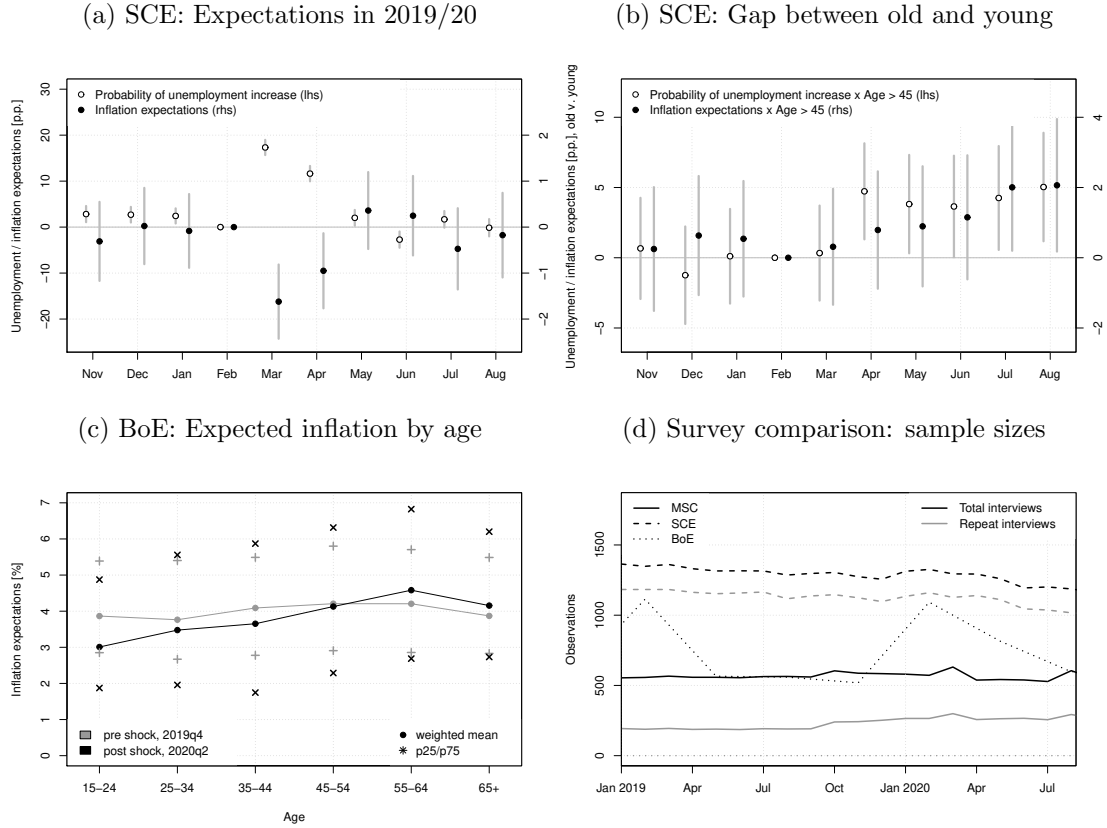 (a) SCE: Expectations in 2019/20
Unemployment / inflation expectations [p.p.]
Probability of unemployment increase (lhs)
Inflation expectations (rhs)
30
20
10
0
−10
−20
2
1
0
−1
−2
Nov Dec Jan Feb Mar Apr May Jun Jul Aug
(b) SCE: Gap between old and young
Unemployment / inflation expectations [p.p.], old v. young
Probability of unemployment increase x Age > 45 (lhs)
Inflation expectations x Age > 45 (rhs)
10
5
0
−5
4
2
0
−2
Nov Dec Jan Feb Mar Apr May Jun Jul Aug
(c) BoE: Expected inflation by age
Inflation expectations [%]
7
6
5
4
3
2
1
0
pre shock, 2019q4
post shock, 2020q2
weighted mean
p25/p75
15−24 25−34 35−44 45−54 55−64 65+
Age
(d) Survey comparison: sample sizes
Observations
MSC
SCE
BoE
Total interviews
Repeat interviews
1500
1000
500
0
Jan 2019 Apr Jul Oct Jan 2020 Apr Jul